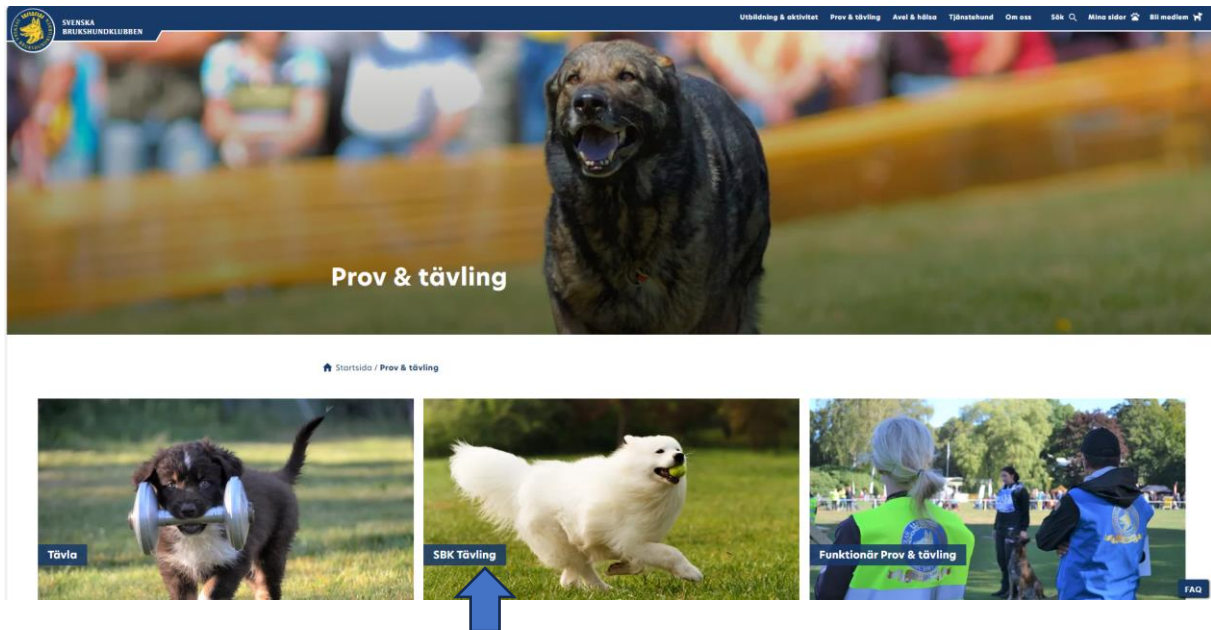 SVENSKA
BRUKSHUNDKLUBBEN
Utbildning & aktivitet Prov & tävling Avel & hälsa Tjänstehund Om oss Sök Mina sidor Bli medlem
Prov & tävling
Startsida / Prov & tävling
Tävla
SBK Tävling
Funktionär Prov & tävling
FAQ